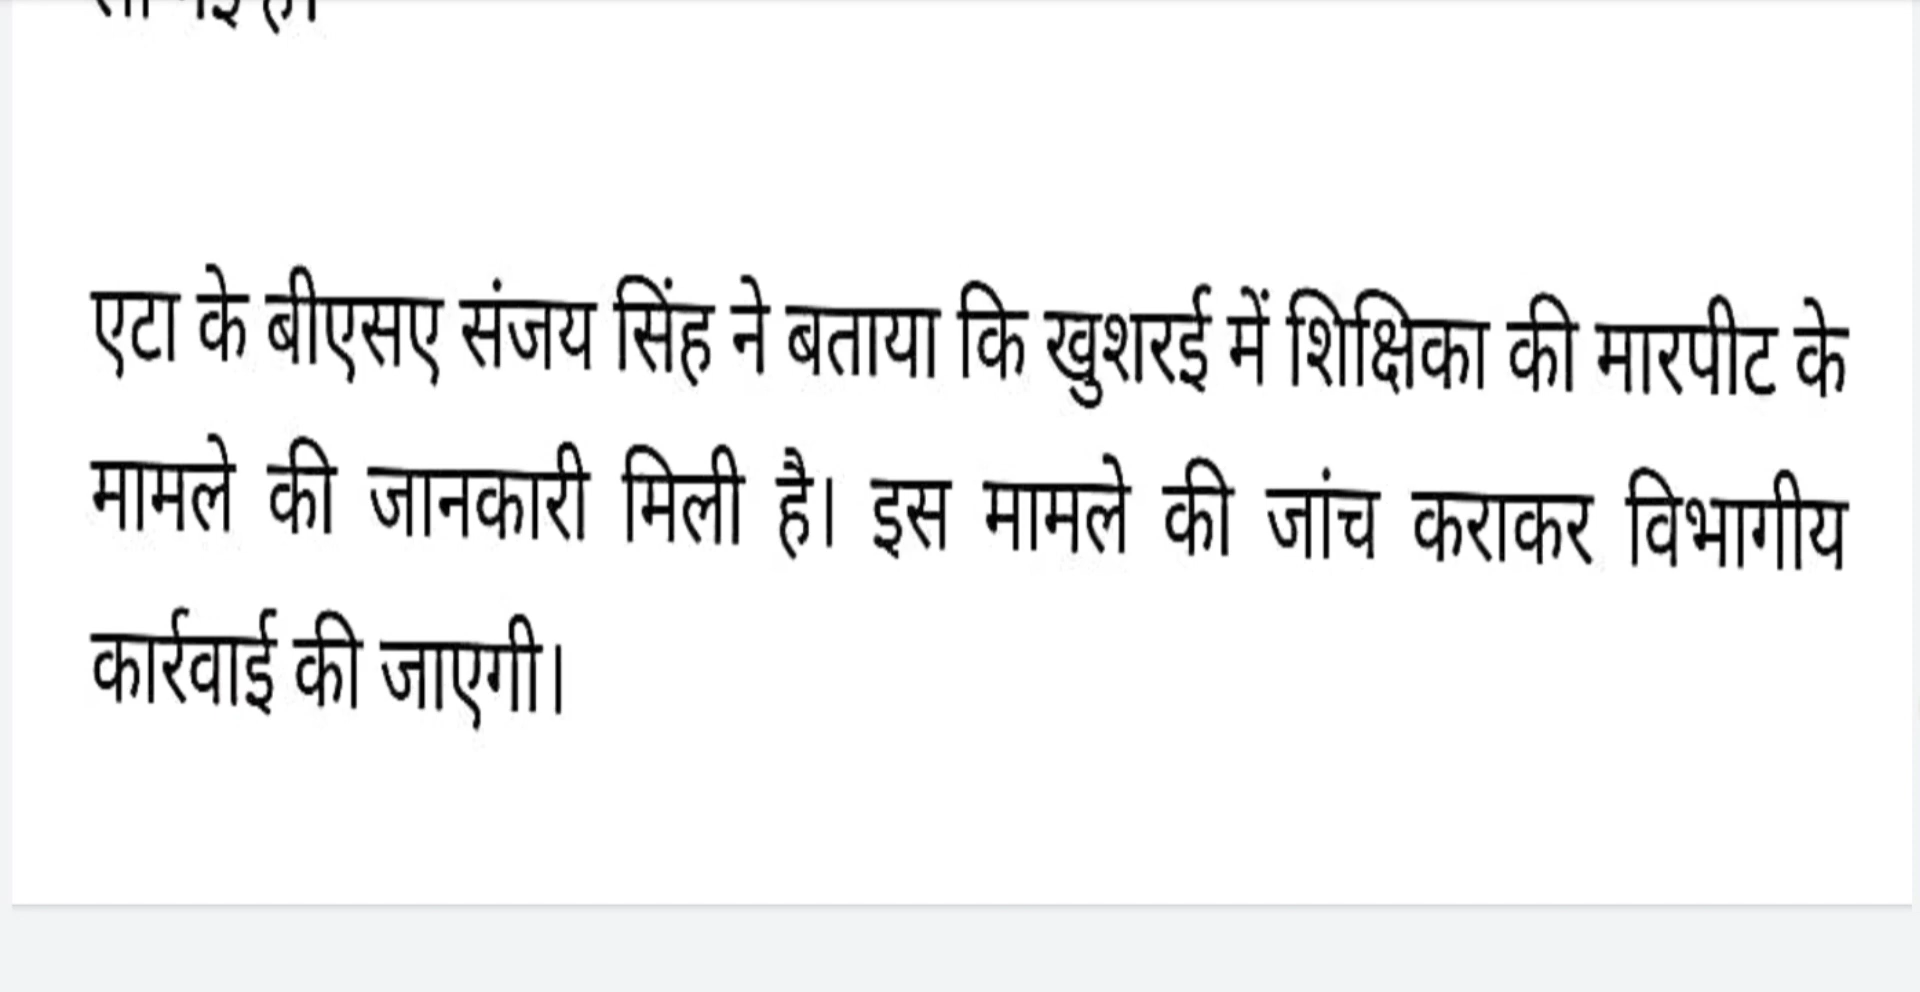 एटा के बीएसए संजय सिंह ने बताया कि खुशरई में शिक्षिका की मारपीट के
मामले की जानकारी मिली है। इस मामले की जांच कराकर विभागीय
कार्रवाई की जाएगी।